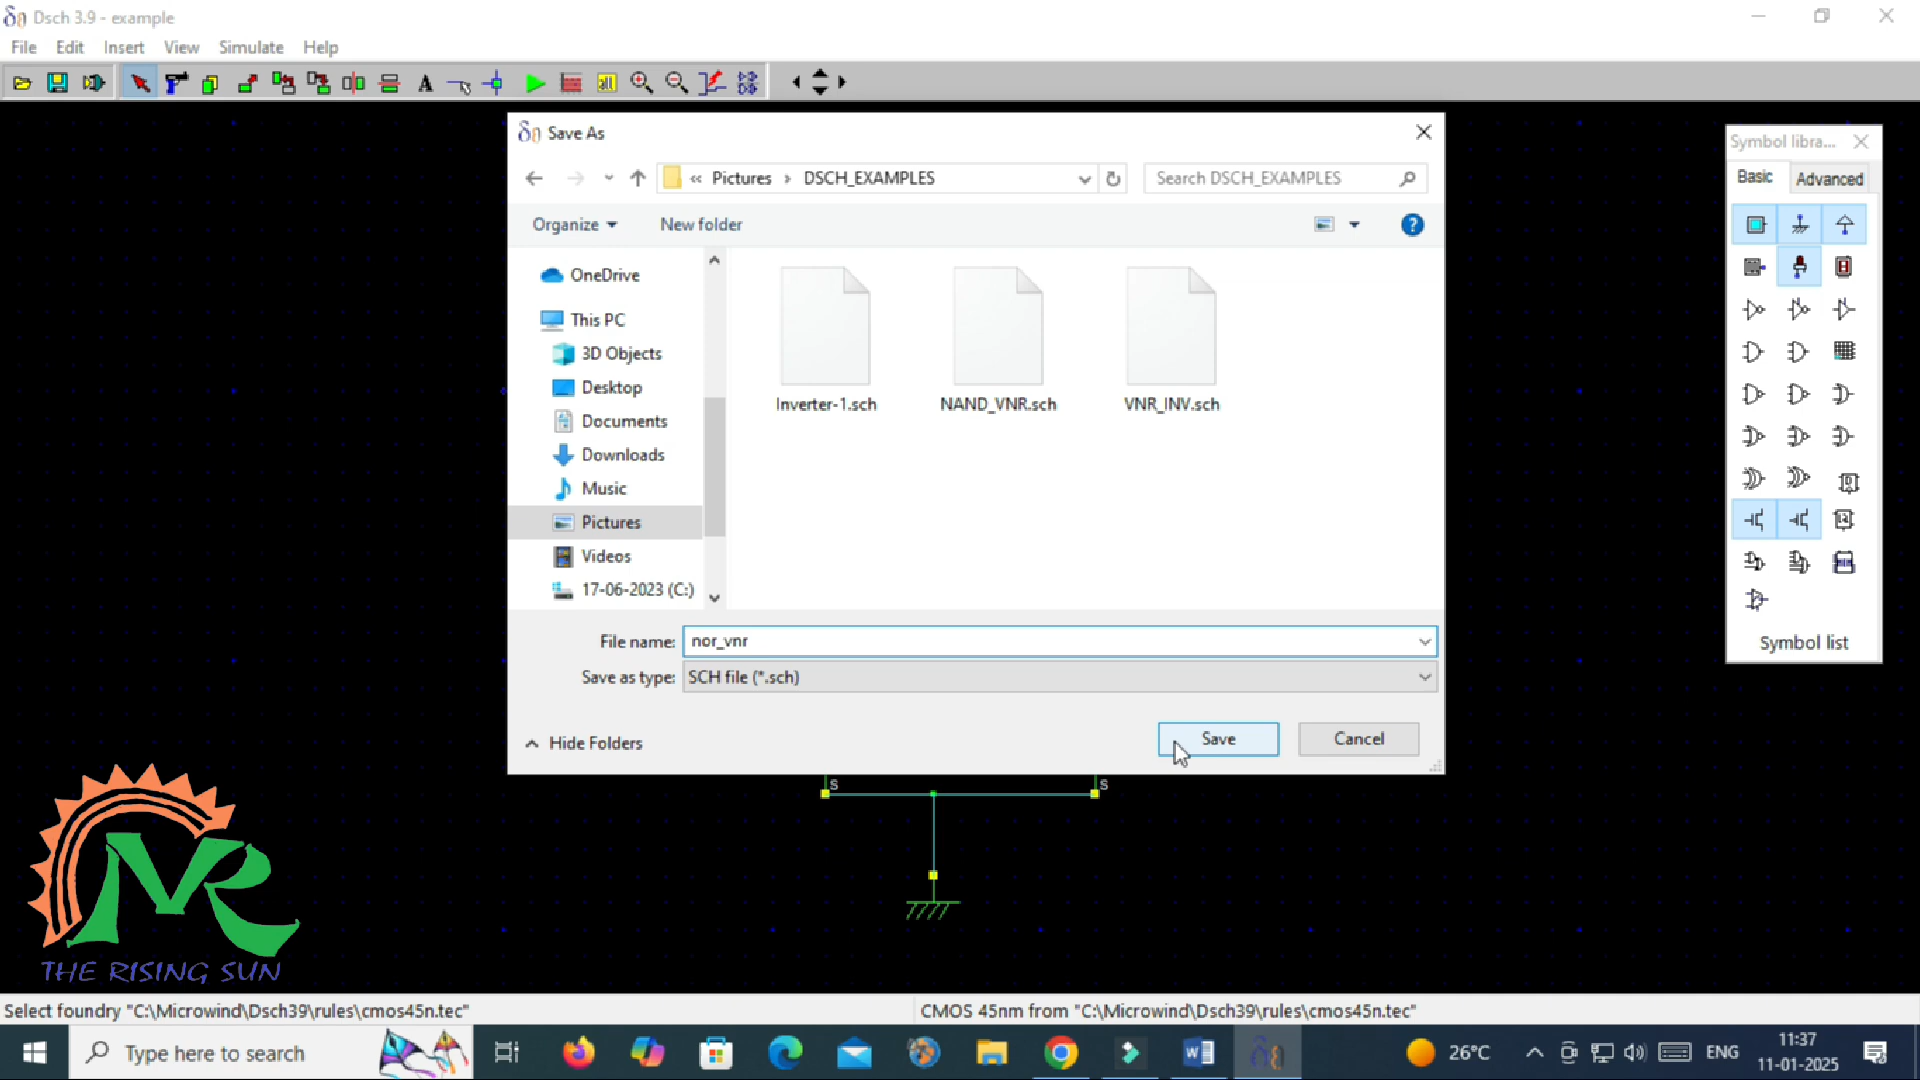 Dsch 3.9 - example
File Edit Insert View Simulate Help
Save As
« Pictures › DSCH_EXAMPLES
Search DSCH_EXAMPLES
Organize
New folder
OneDrive
This PC
3D Objects
Desktop
Documents
Downloads
Music
Pictures
Videos
17-06-2023 (C:)
Inverter-1.sch
NAND_VNR.sch
VNR_INV.sch
File name: nor_vnr
Save as type: SCH file (*.sch)
Hide Folders
Save
Cancel
Symbol libra...
Basic
Advanced
Symbol list
s
s
THE RISING SUN
Select foundry "C:\Microwind\Dsch39\rules\cmos45n.tec"
CMOS 45nm from "C:\Microwind\Dsch39\rules\cmos45n.tec"
Type here to search
26°C
ENG
11:37
11-01-2025